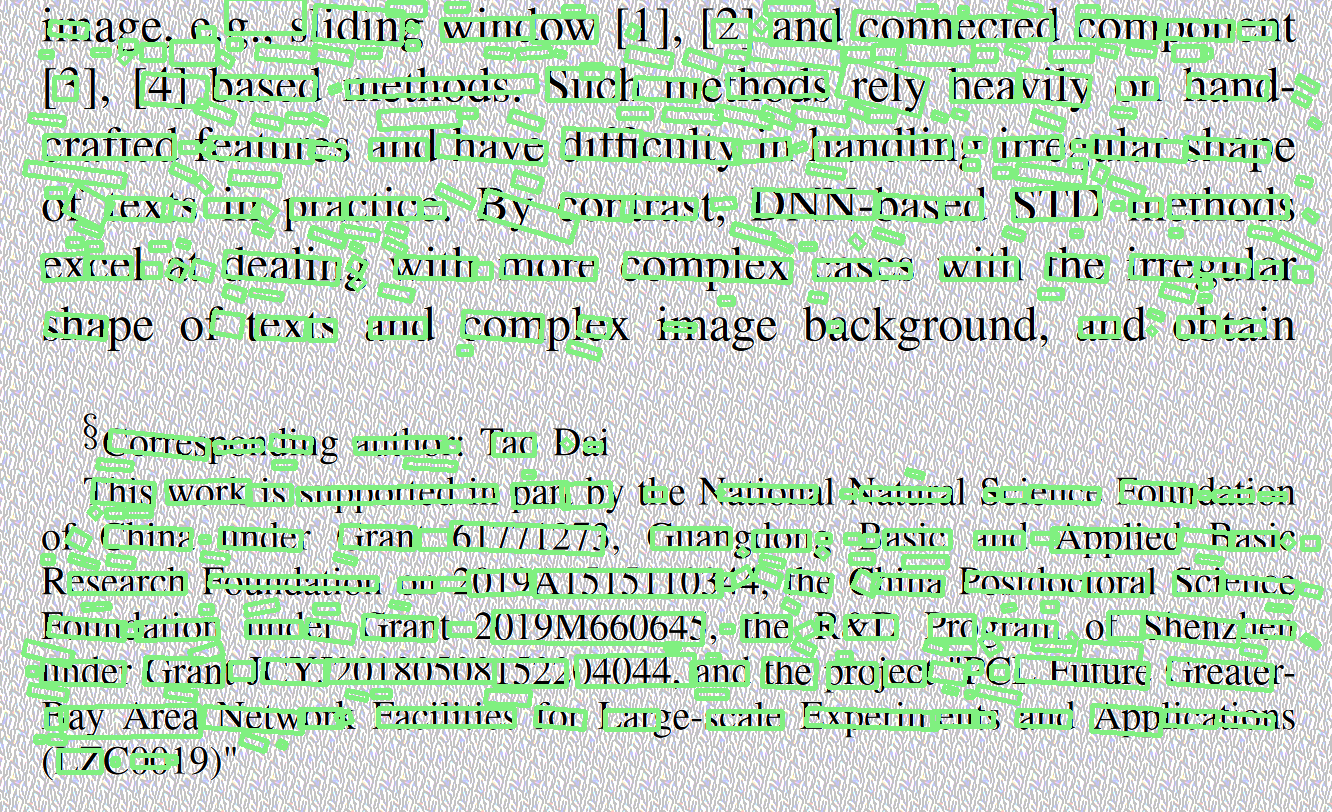 image. e.g., sliding window [1], [2] and connected component
[3], [4] based methods. Such methods rely heavily on hand-
crafted features and have difficulty in handling irregular shape
of texts in practice. By contrast, DNN-based STD methods
excel at dealing with more complex cases with the irregular
shape of texts and complex image background, and obtain
§Corresponding author: Tao Dai
This work is supported in part by the National Natural Science Foundation
of China under Grant 61771273, Guangdong Basic and Applied Basic
Research Foundation on 2019A1515110344, the China Postdoctoral Science
Foundation under Grant 2019M660645, the R&D Program of Shenzhen
under Grant JCYJ20180508152204044, and the project "PCL Future Greater-
Bay Area Network Facilities for Large-scale Experiments and Applications
(LZC0019)"